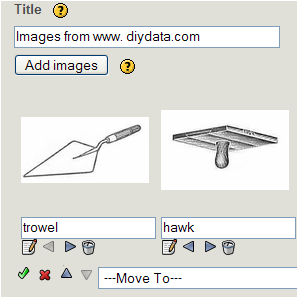 Title
Images from www. diydata.com
Add images
trowel
hawk
---Move To---